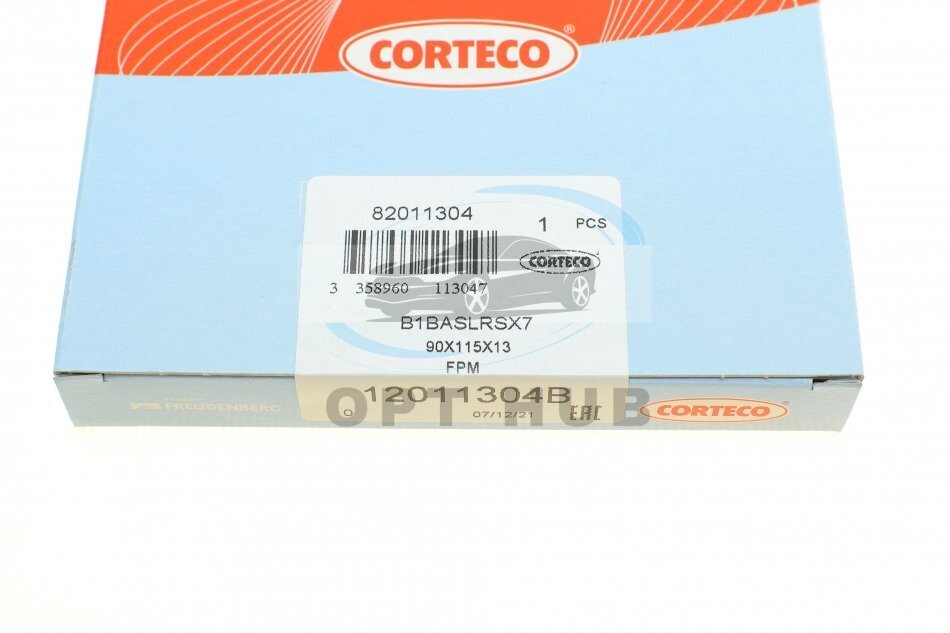 CORTECO®
82011304
1 PCS
CORTECO
3 358960 113047
B1BASLRSX7
90X115X13
FPM
12011304B
OPT HUB
0 07/12/21 EAC
FREUDENBERG
CORTECO